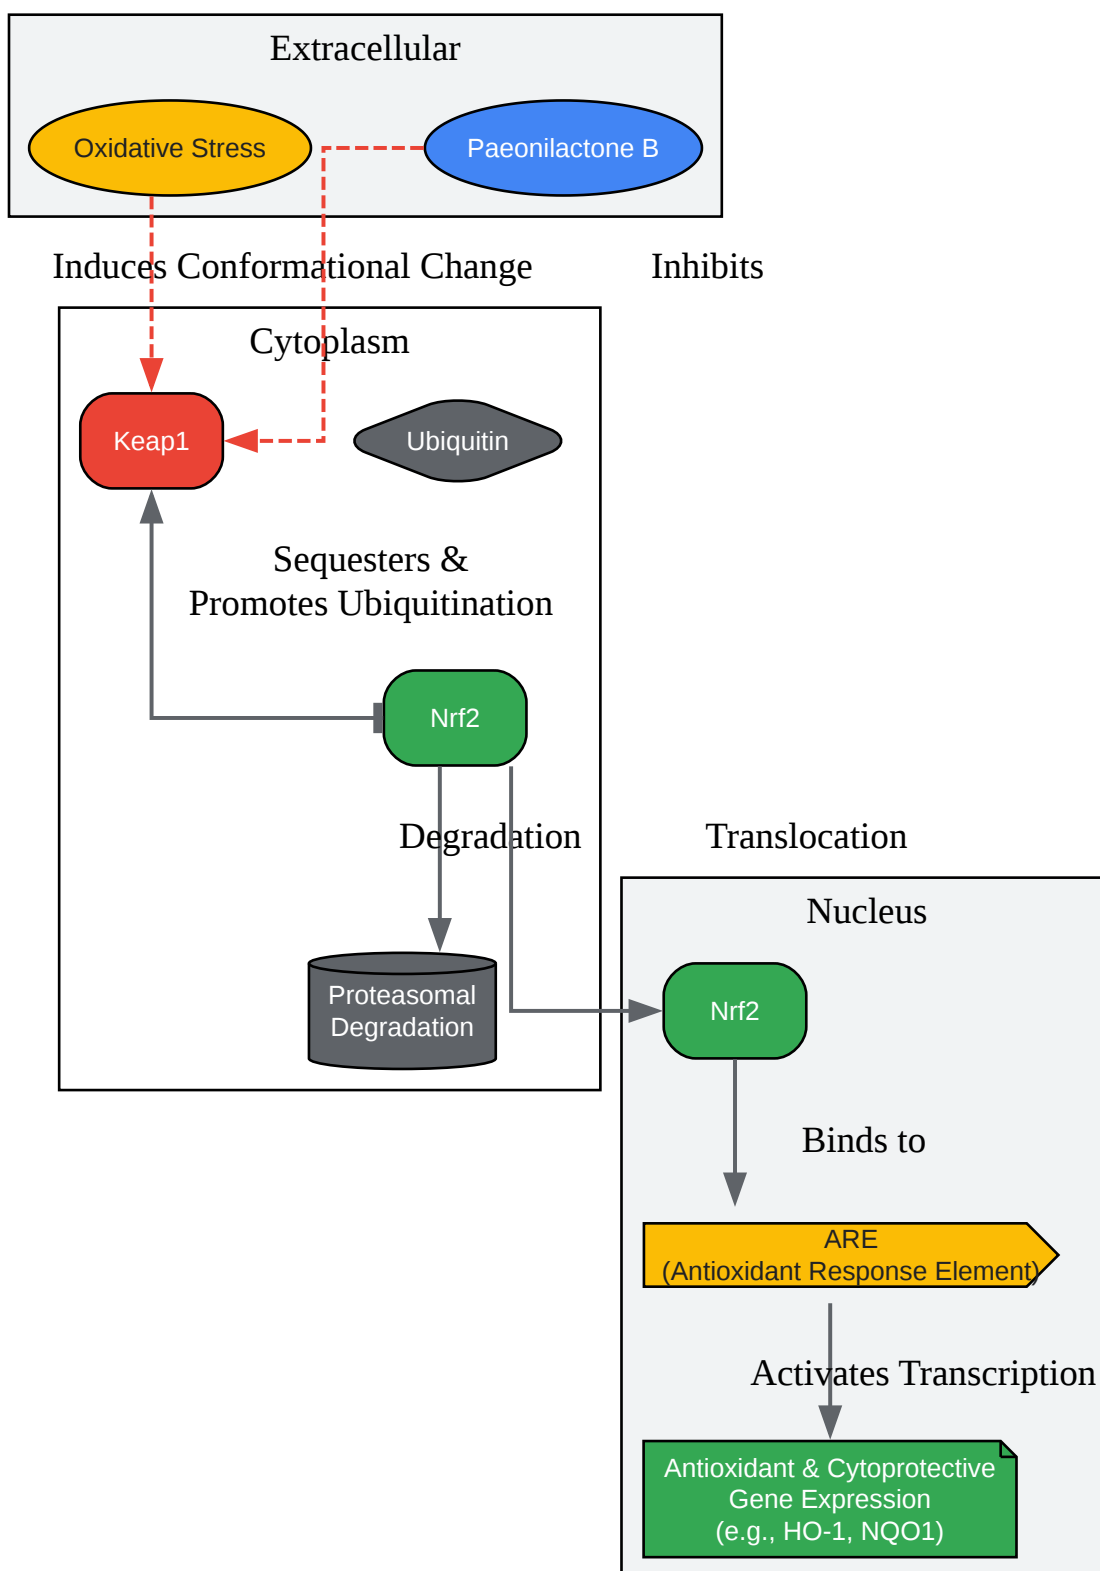 Extracellular
Oxidative Stress
Paeonilactone B
Induces Conformational Change
Inhibits
Cytoplasm
Keap1
Ubiquitin
Sequesters &
Promotes Ubiquitination
Nrf2
Degradation
Translocation
Nucleus
Proteasomal
Degradation
Nrf2
Binds to
ARE
(Antioxidant Response Element)
Activates Transcription
Antioxidant & Cytoprotective
Gene Expression
(e.g., HO-1, NQO1)